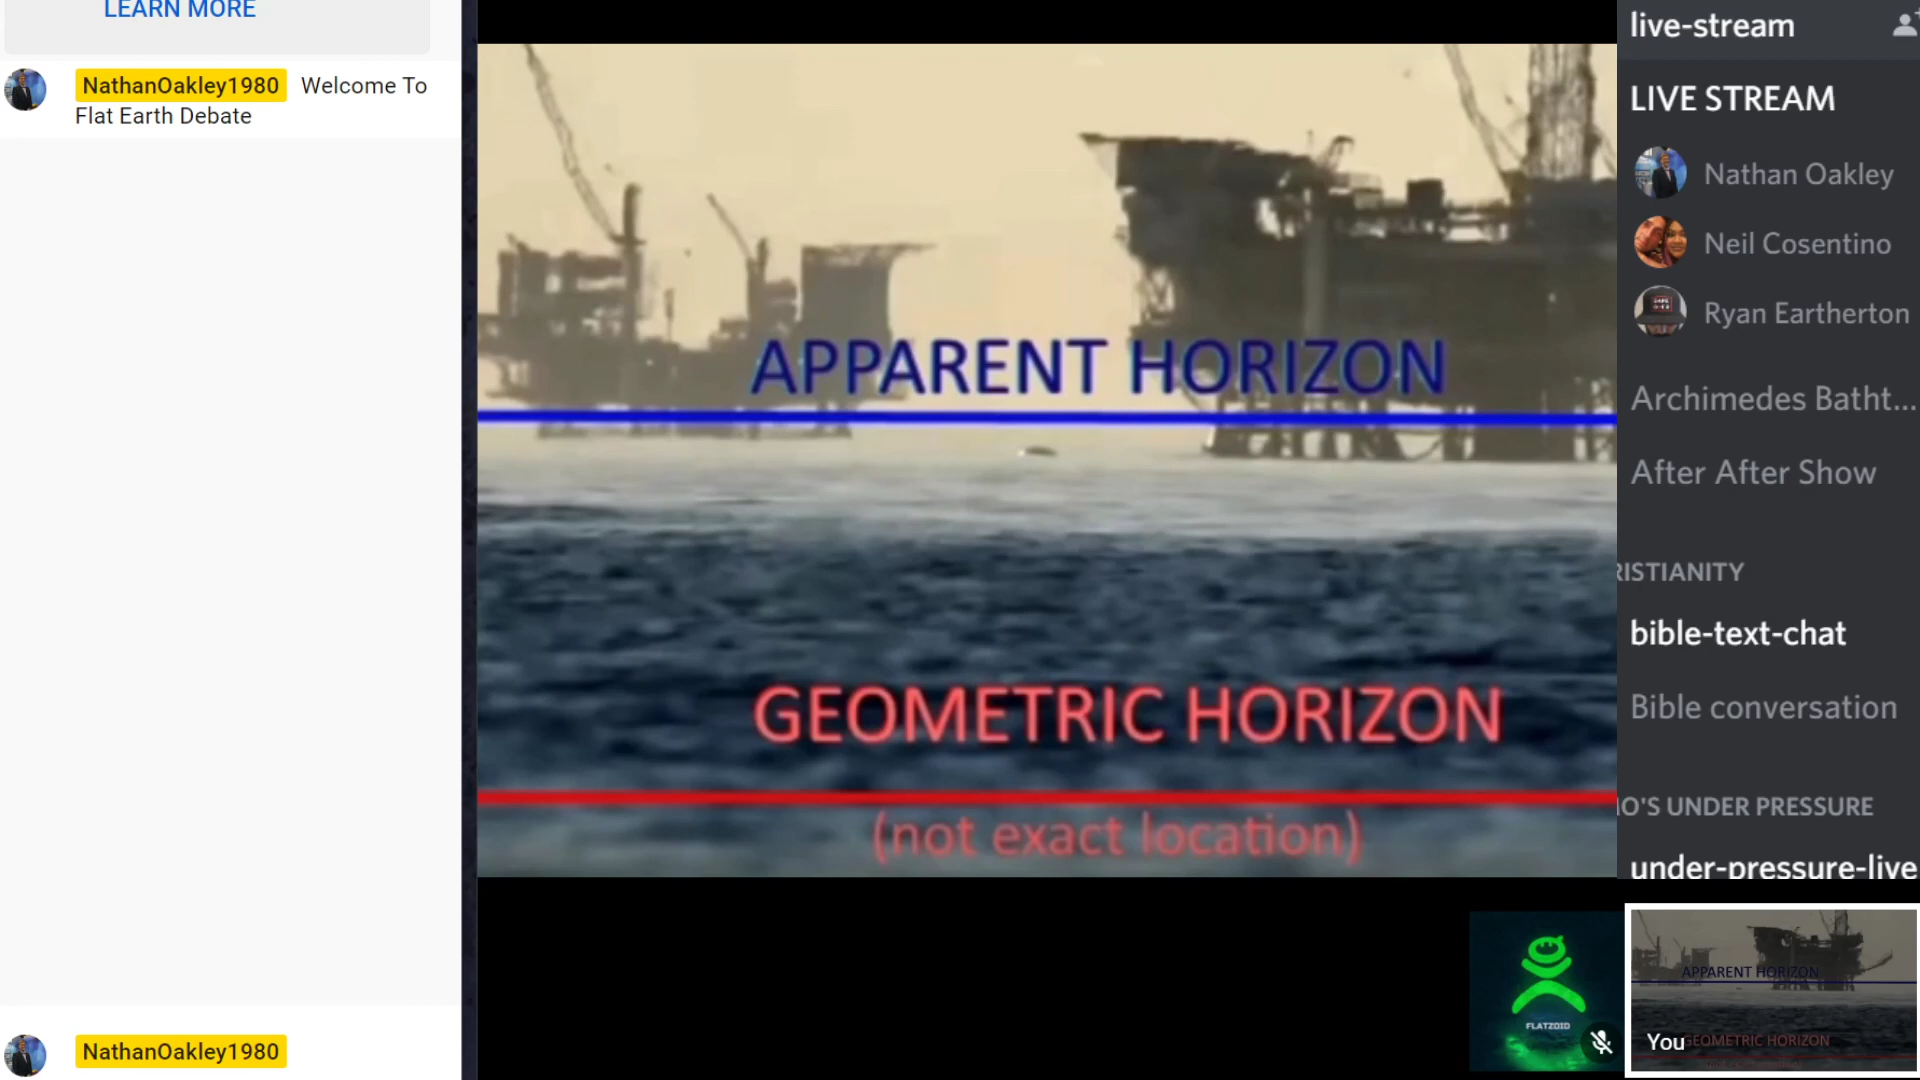 LEARN MORE
NathanOakley1980 Welcome To
Flat Earth Debate
NathanOakley1980
APPARENT HORIZON
GEOMETRIC HORIZON
(not exact location)
live-stream
LIVE STREAM
Nathan Oakley
Neil Cosentino
Ryan Eartherton
Archimedes Batht...
After After Show
RISTIANITY
bible-text-chat
Bible conversation
IO'S UNDER PRESSURE
under-pressure-live
FLATZOID
APPARENT HORIZON
You GEOMETRIC HORIZON